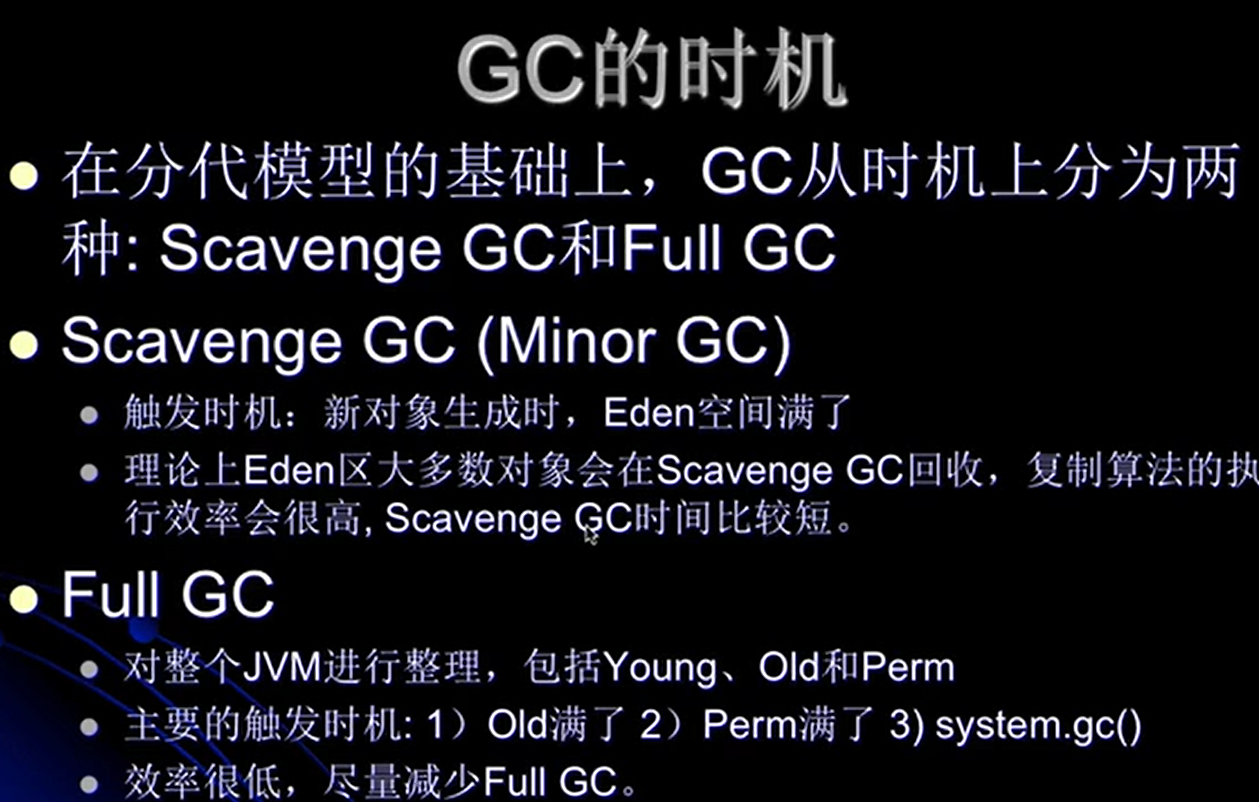 GC的时机
在分代模型的基础上，GC从时机上分为两
种: Scavenge GC和Full GC
Scavenge GC (Minor GC)
触发时机：新对象生成时，Eden空间满了
理论上Eden区大多数对象会在Scavenge GC回收，复制算法的执
行效率会很高, Scavenge GC时间比较短。
Full GC
对整个JVM进行整理，包括Young、Old和Perm
主要的触发时机: 1）Old满了 2）Perm满了 3) system.gc()
效率很低，尽量减少Full GC。